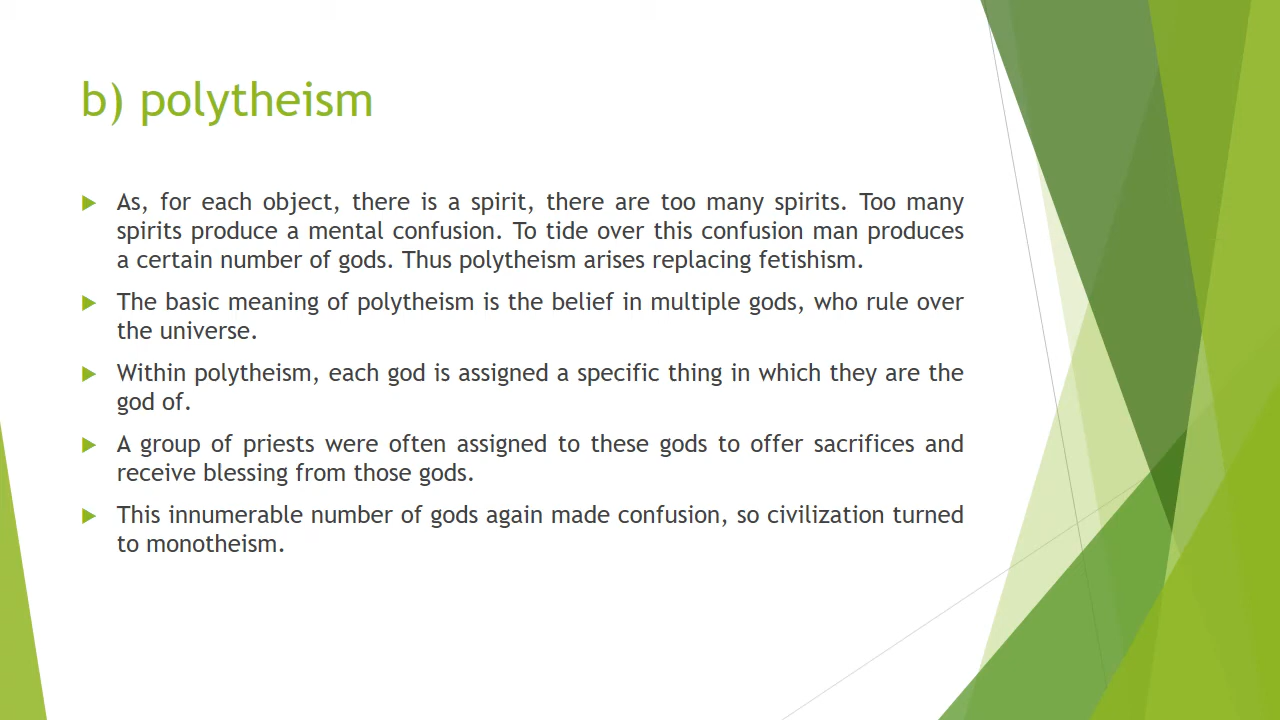 b) polytheism
As, for each object, there is a spirit, there are too many spirits. Too many
spirits produce a mental confusion. To tide over this confusion man produces
a certain number of gods. Thus polytheism arises replacing fetishism.
The basic meaning of polytheism is the belief in multiple gods, who rule over
the universe.
Within polytheism, each god is assigned a specific thing in which they are the
god of.
A group of priests were often assigned to these gods to offer sacrifices and
receive blessing from those gods.
This innumerable number of gods again made confusion, so civilization turned
to monotheism.